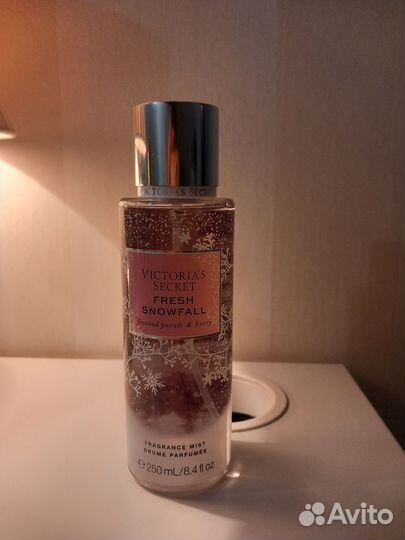 VICTORIA'S SECRET
VICTORIA'S
SECRET
FRESH
SNOWFALL
frosted petals & berry
FRAGRANCE MIST
BRUME PARFUMÉE
℮ 250 mL/8.4 fl oz
Avito